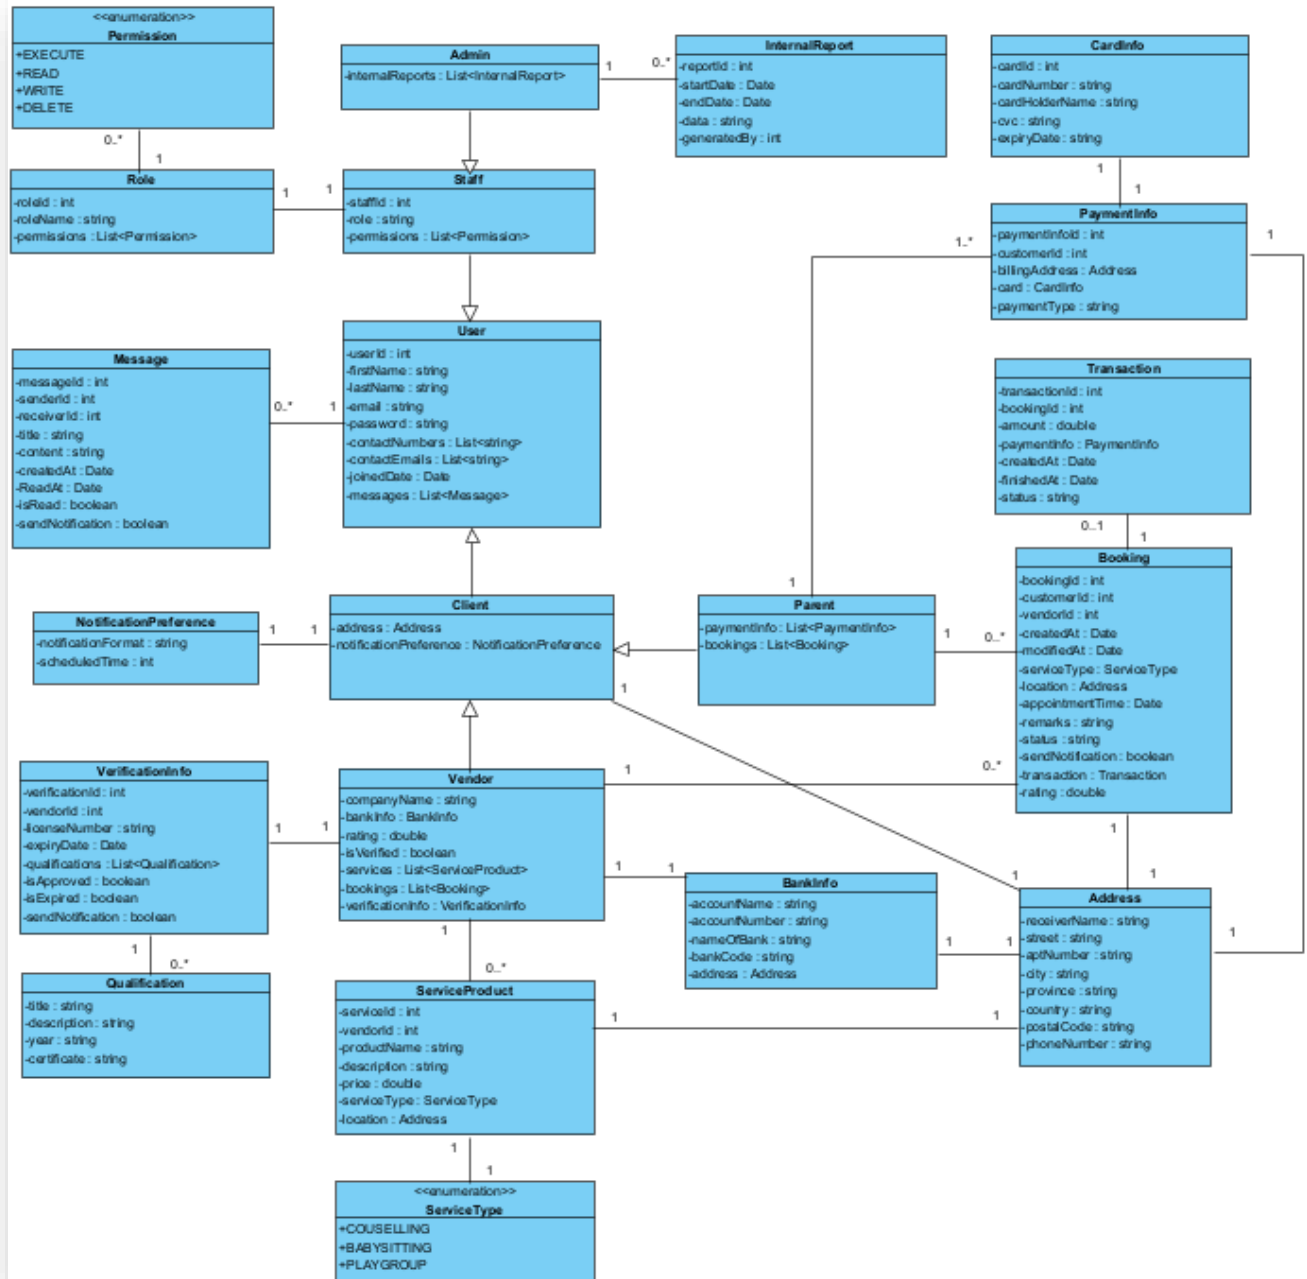 <<enumeration>>
Permission
+EXECUTE
+READ
+WRITE
+DELETE
0..*
1
Role
-roleId : int
-roleName : string
-permissions : List<Permission>
1
1
Admin
-internalReports : List<InternalReport>
1
0..*
InternalReport
-reportId : int
-startDate : Date
-endDate : Date
-data : string
-generatedBy : int
CardInfo
-cardId : int
-cardNumber : string
-cardHolderName : string
-cvc : string
-expiryDate : string
1
1
Staff
-staffId : int
-role : string
-permissions : List<Permission>
PaymentInfo
-paymentInfoId : int
-customerId : int
-billingAddress : Address
-card : CardInfo
-paymentType : string
1..*
1
User
-userId : int
-firstName : string
-lastName : string
-email : string
-password : string
-contactNumbers : List<string>
-contactEmails : List<string>
-joinedDate : Date
-messages : List<Message>
Message
-messageId : int
-senderId : int
-receiverId : int
-title : string
-content : string
-createdAt : Date
-ReadAt : Date
-isRead : boolean
-sendNotification : boolean
0..*
1
Transaction
-transactionId : int
-bookingId : int
-amount : double
-paymentInfo : PaymentInfo
-createdAt : Date
-finishedAt : Date
-status : string
0..1
1
NotificationPreference
-notificationFormat : string
-scheduledTime : int
1
1
Client
-address : Address
-notificationPreference : NotificationPreference
1
1
Parent
-paymentInfo : List<PaymentInfo>
-bookings : List<Booking>
1
0..*
Booking
-bookingId : int
-customerId : int
-vendorId : int
-createdAt : Date
-modifiedAt : Date
-serviceType : ServiceType
-location : Address
-appointmentTime : Date
-remarks : string
-status : string
-sendNotification : boolean
-transaction : Transaction
-rating : double
1
1
VerificationInfo
-verificationId : int
-vendorId : int
-licenseNumber : string
-expiryDate : Date
-qualifications : List<Qualification>
-isApproved : boolean
-isExpired : boolean
-sendNotification : boolean
1
1
1
0..*
Vendor
-companyName : string
-bankInfo : BankInfo
-rating : double
-isVerified : boolean
-services : List<ServiceProduct>
-bookings : List<Booking>
-verificationInfo : VerificationInfo
1
0..*
1
1
1
0..*
BankInfo
-accountName : string
-accountNumber : string
-nameOfBank : string
-bankCode : string
-address : Address
1
1
1
Address
-receiverName : string
-street : string
-aptNumber : string
-city : string
-province : string
-country : string
-postalCode : string
-phoneNumber : string
1
Qualification
-title : string
-description : string
-year : string
-certificate : string
ServiceProduct
-serviceId : int
-vendorId : int
-productName : string
-description : string
-price : double
-serviceType : ServiceType
-location : Address
1
1
1
1
<<enumeration>>
ServiceType
+COUSELLING
+BABYSITTING
+PLAYGROUP